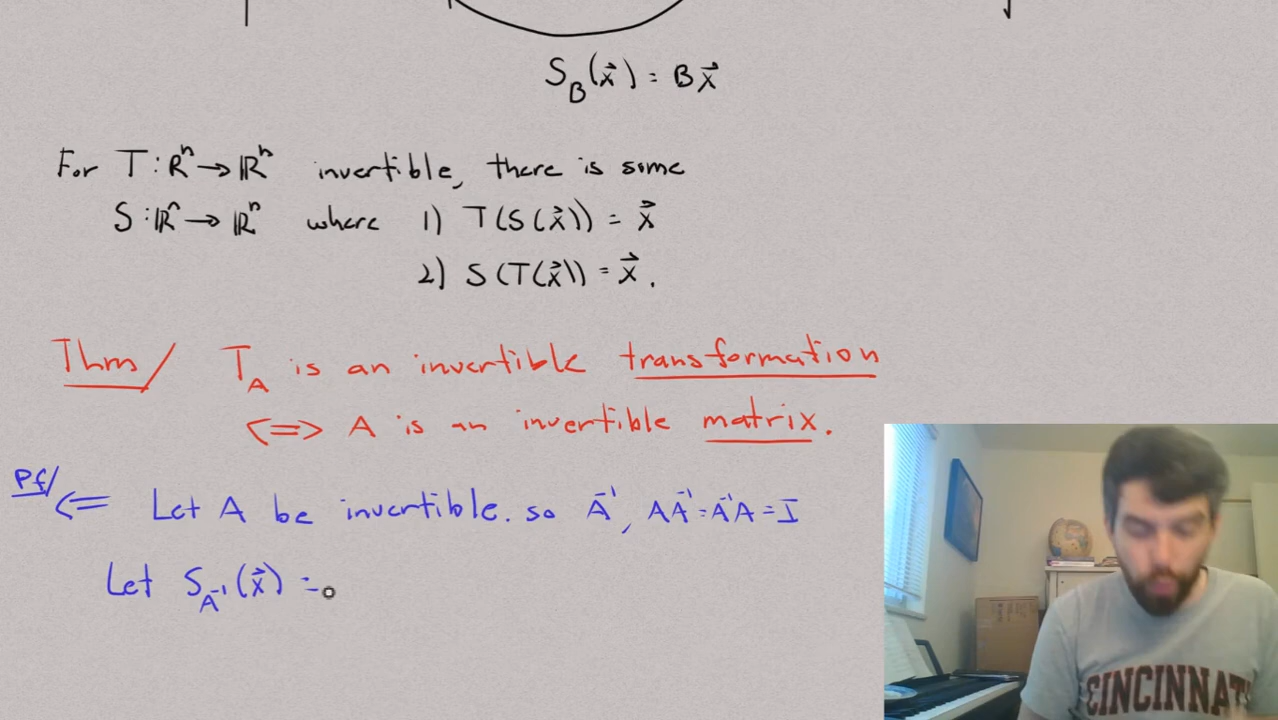 S_B(x⃗) = Bx⃗
For T: ℝⁿ → ℝⁿ invertible, there is some
S: ℝⁿ → ℝⁿ where 1) T(S(x⃗)) = x⃗
2) S(T(x⃗)) = x⃗.
Thm/ T_A is an invertible transformation
<=> A is an invertible matrix.
Pf/ <= Let A be invertible. so A⁻¹, AA⁻¹=A⁻¹A=I
Let S_A⁻¹(x⃗) =
CINCINNAT